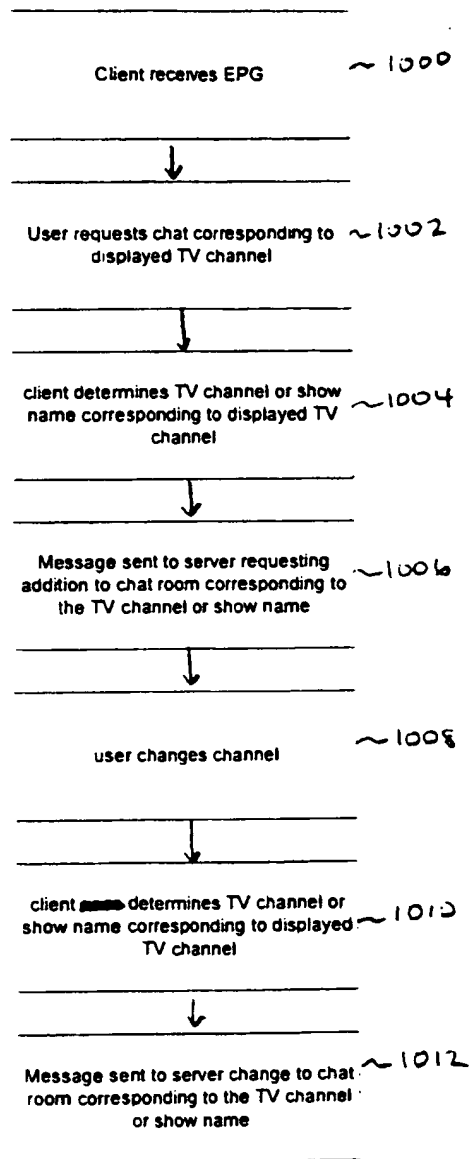 Client receives EPG ~ 1000
User requests chat corresponding to ~1002
displayed TV channel
client determines TV channel or show
name corresponding to displayed TV ~1004
channel
Message sent to server requesting
addition to chat room corresponding to ~1006
the TV channel or show name
user changes channel ~ 1008
client determines TV channel or
show name corresponding to displayed ~ 1010
TV channel
Message sent to server change to chat ~1012
room corresponding to the TV channel
or show name